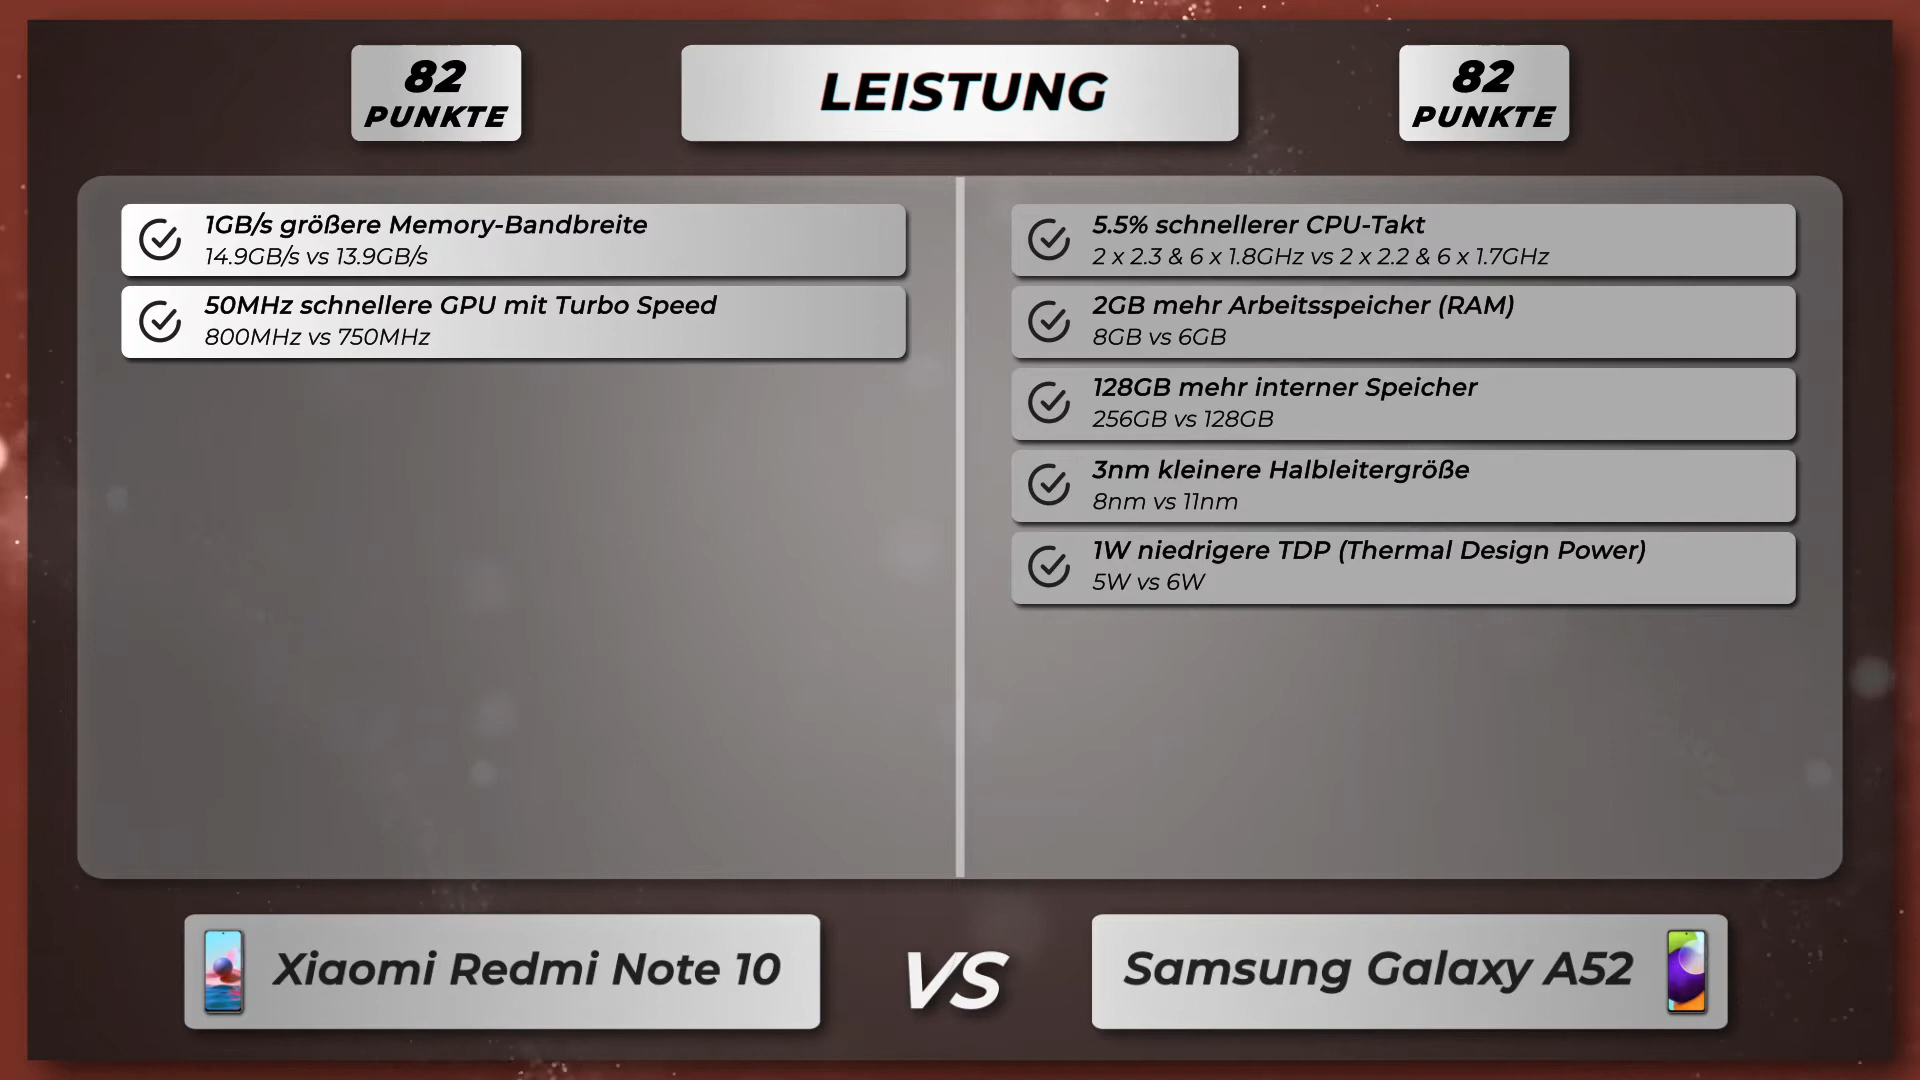 82
PUNKTE
LEISTUNG
82
PUNKTE
1GB/s größere Memory-Bandbreite
14.9GB/s vs 13.9GB/s
50MHz schnellere GPU mit Turbo Speed
800MHz vs 750MHz
5.5% schnellerer CPU-Takt
2 x 2.3 & 6 x 1.8GHz vs 2 x 2.2 & 6 x 1.7GHz
2GB mehr Arbeitsspeicher (RAM)
8GB vs 6GB
128GB mehr interner Speicher
256GB vs 128GB
3nm kleinere Halbleitergröße
8nm vs 11nm
1W niedrigere TDP (Thermal Design Power)
5W vs 6W
Xiaomi Redmi Note 10
VS
Samsung Galaxy A52